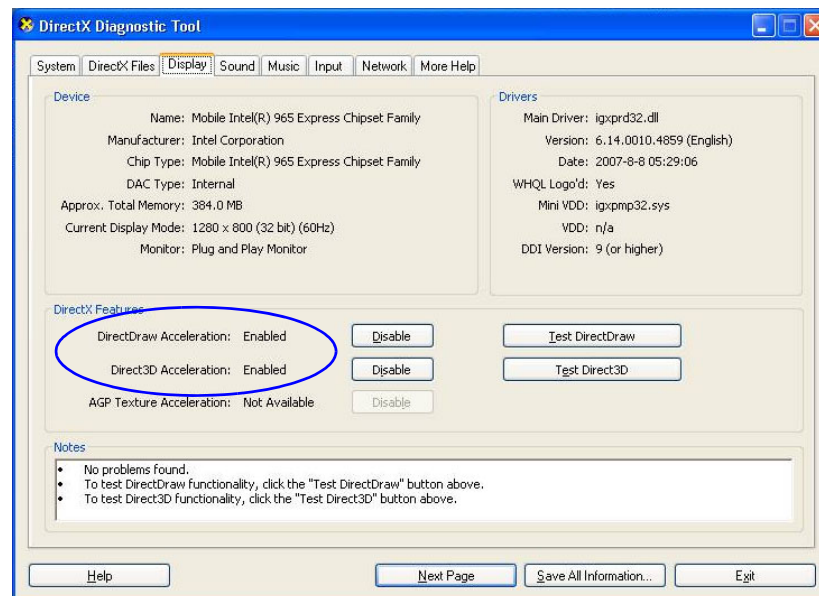 DirectX Diagnostic Tool
System DirectX Files Display Sound Music Input Network More Help
Device
Name: Mobile Intel(R) 965 Express Chipset Family
Manufacturer: Intel Corporation
Chip Type: Mobile Intel(R) 965 Express Chipset Family
DAC Type: Internal
Approx. Total Memory: 384.0 MB
Current Display Mode: 1280 x 800 (32 bit) (60Hz)
Monitor: Plug and Play Monitor
Drivers
Main Driver: igxprd32.dll
Version: 6.14.0010.4859 (English)
Date: 2007-8-8 05:29:06
WHQL Logo'd: Yes
Mini VDD: igxpmp32.sys
VDD: n/a
DDI Version: 9 (or higher)
DirectX Features
DirectDraw Acceleration: Enabled Disable Test DirectDraw
Direct3D Acceleration: Enabled Disable Test Direct3D
AGP Texture Acceleration: Not Available Disable
Notes
• No problems found.
• To test DirectDraw functionality, click the "Test DirectDraw" button above.
• To test Direct3D functionality, click the "Test Direct3D" button above.
Help Next Page Save All Information... Exit